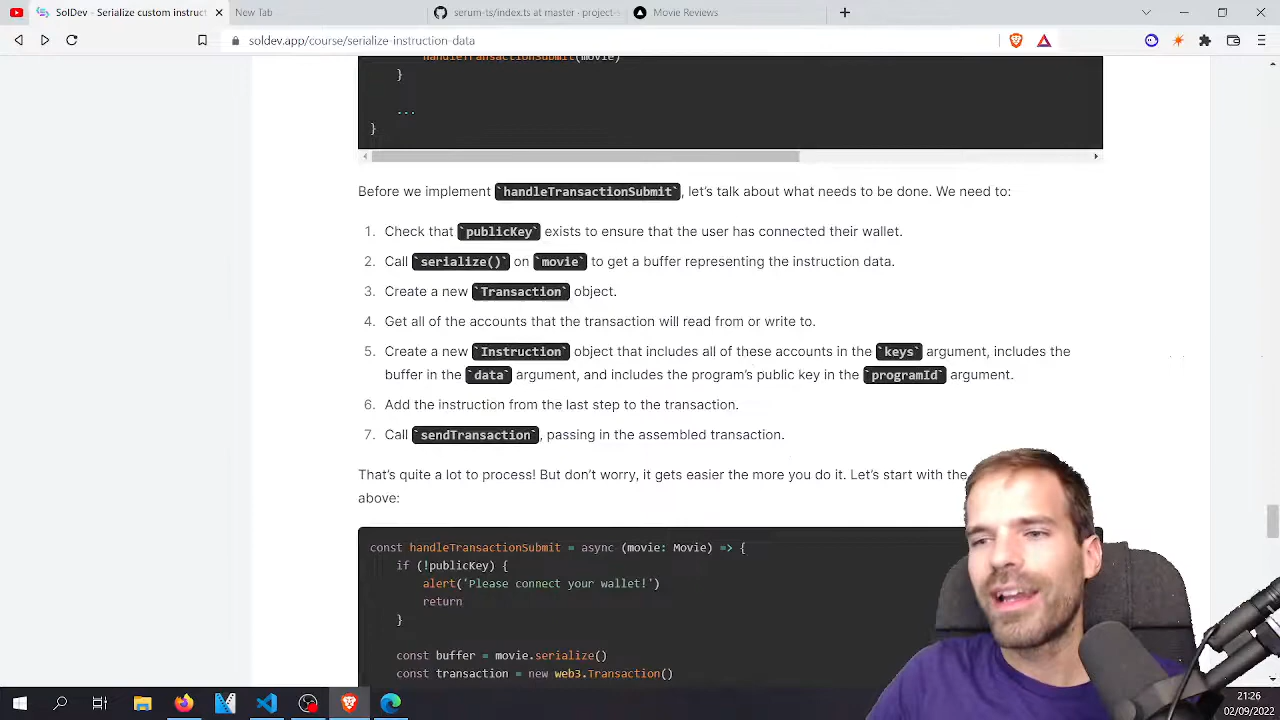 SolDev - Serialize custom instruct
New Tab
serum-ts/index.ts at master · project-
Movie Reviews
soldev.app/course/serialize-instruction-data
handleTransactionSubmit(movie)
}
...
}
Before we implement `handleTransactionSubmit`, let's talk about what needs to be done. We need to:
1. Check that `publicKey` exists to ensure that the user has connected their wallet.
2. Call `serialize()` on `movie` to get a buffer representing the instruction data.
3. Create a new `Transaction` object.
4. Get all of the accounts that the transaction will read from or write to.
5. Create a new `Instruction` object that includes all of these accounts in the `keys` argument, includes the
buffer in the `data` argument, and includes the program's public key in the `programId` argument.
6. Add the instruction from the last step to the transaction.
7. Call `sendTransaction`, passing in the assembled transaction.
That's quite a lot to process! But don't worry, it gets easier the more you do it. Let's start with the
above:
const handleTransactionSubmit = async (movie: Movie) => {
if (!publicKey) {
alert('Please connect your wallet!')
return
}
const buffer = movie.serialize()
const transaction = new web3.Transaction()
21:26
02/09/2022